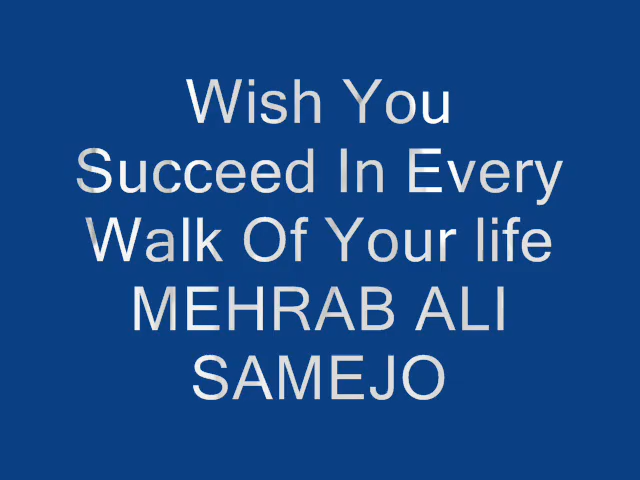 Wish You
Succeed In Every
Walk Of Your life
MEHRAB ALI
SAMEJO